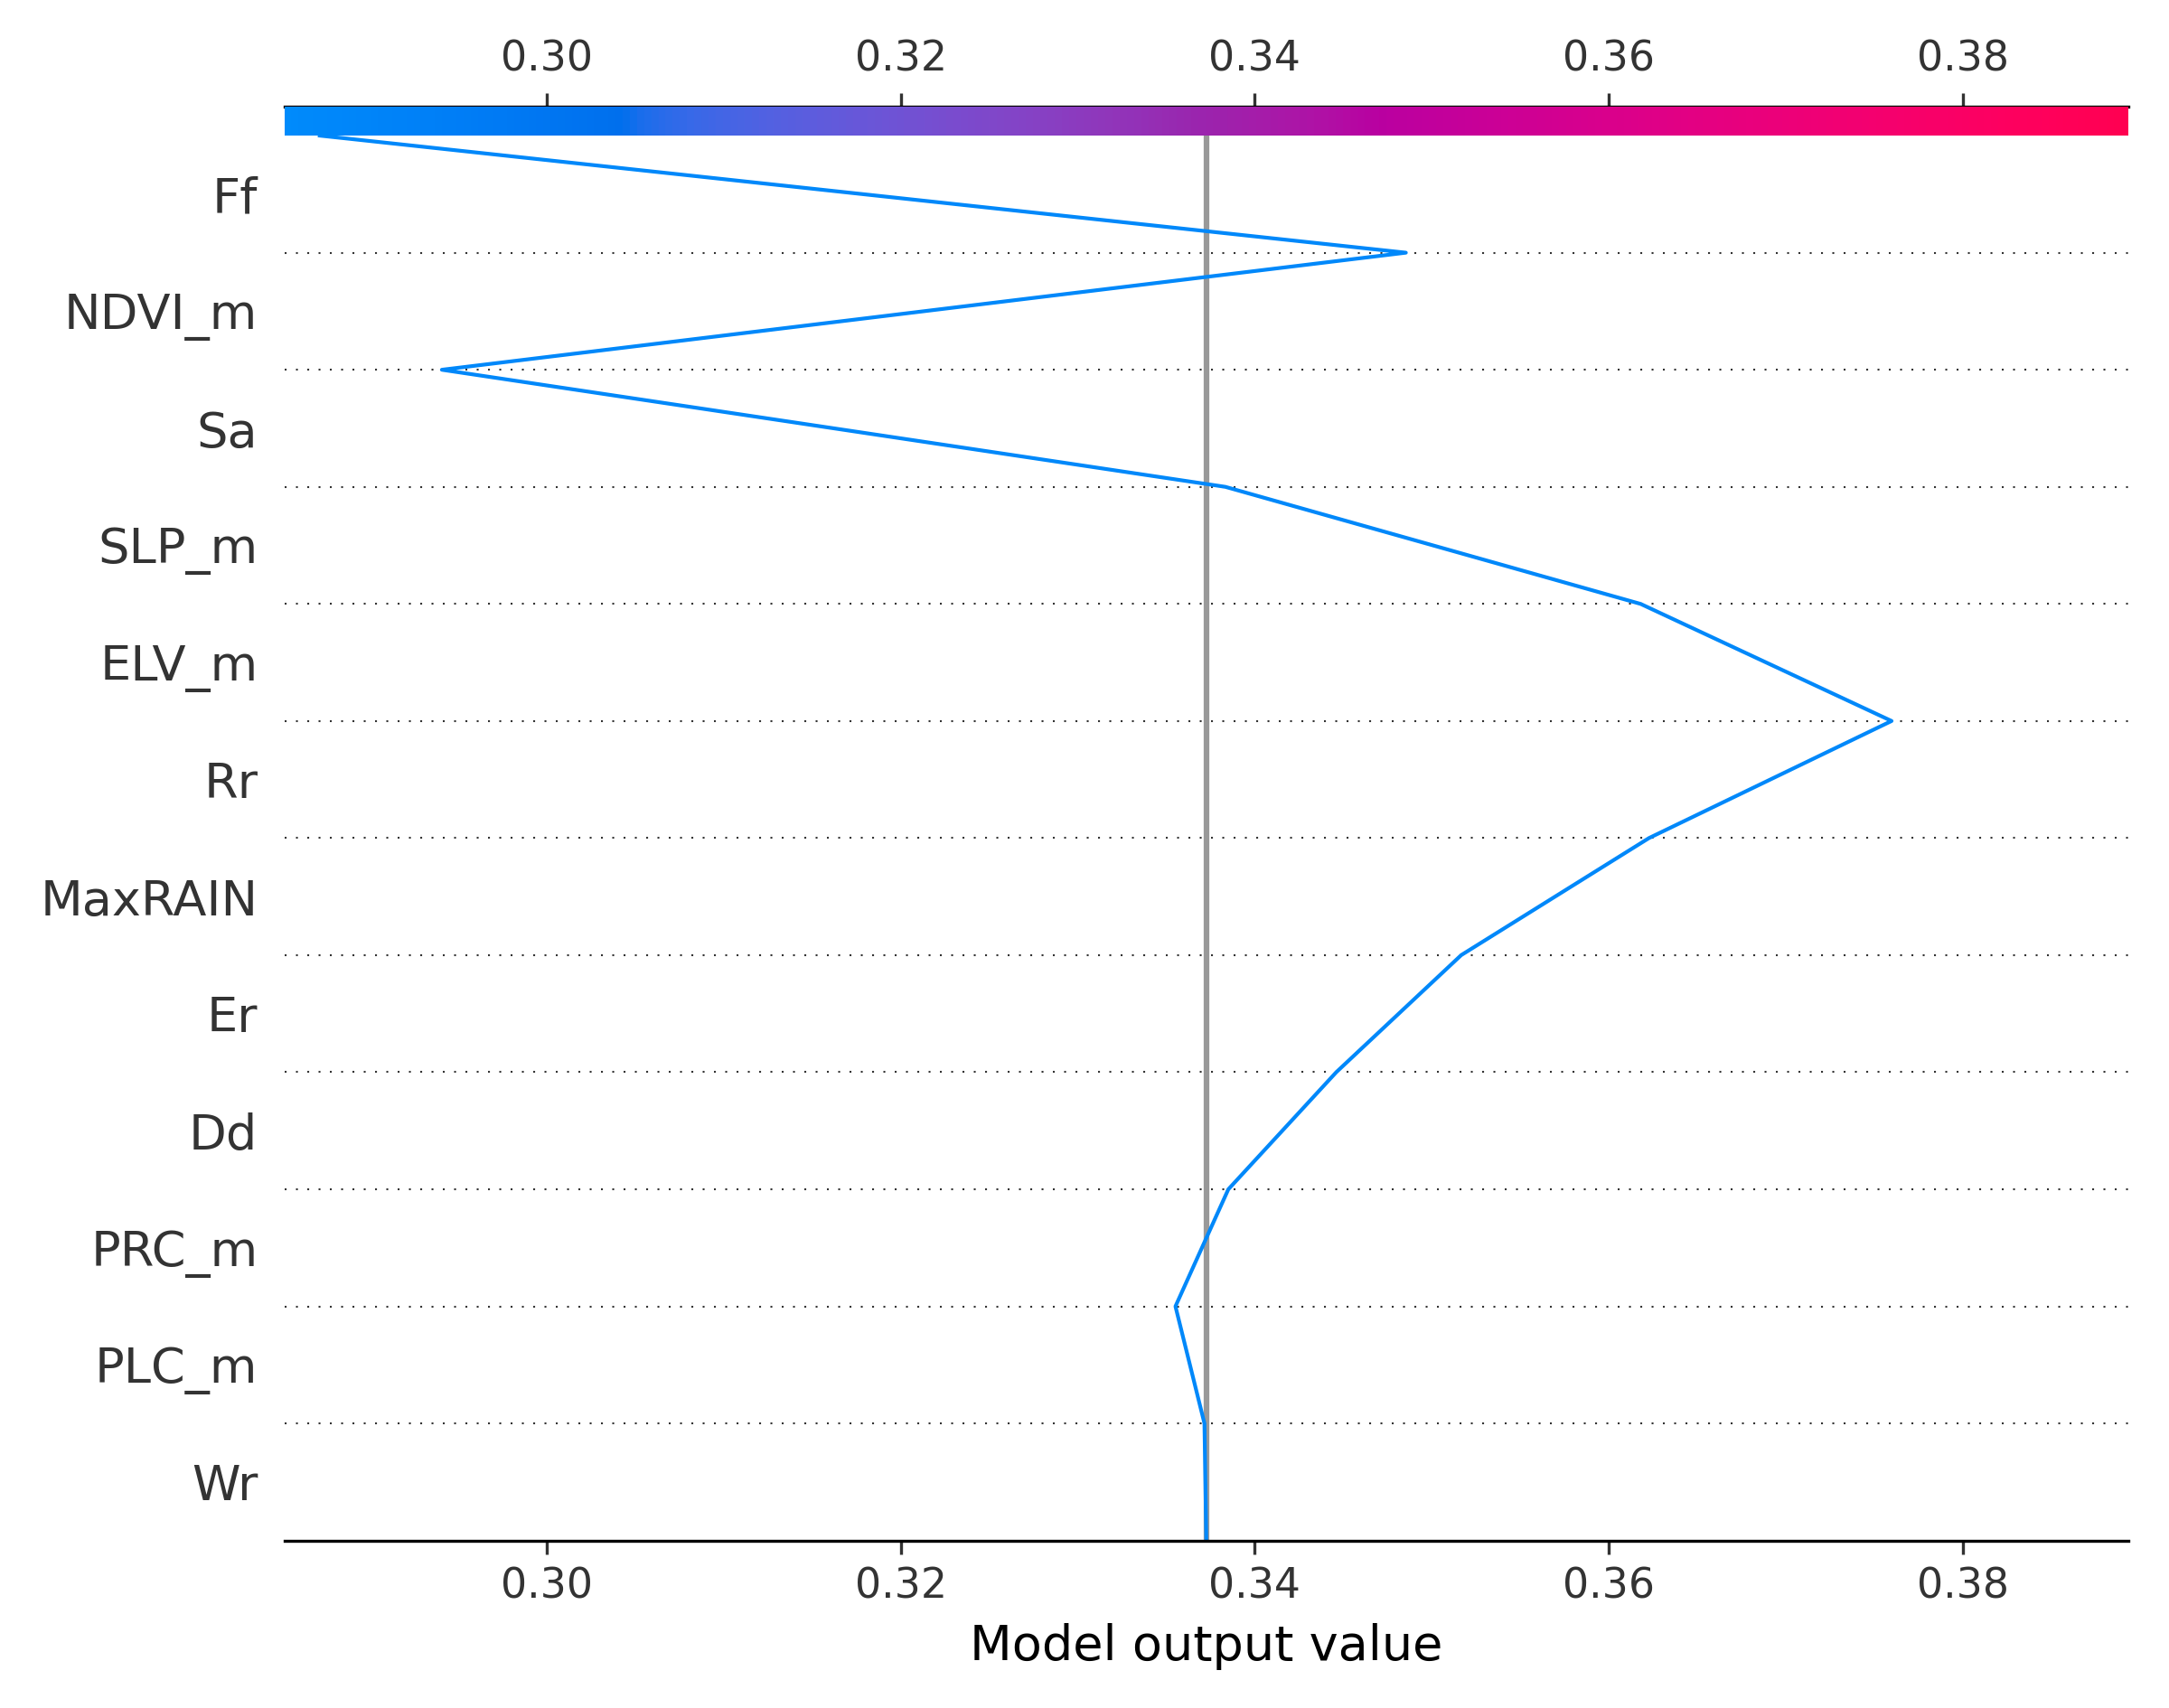 0.30 0.32 0.34 0.36 0.38
Ff
NDVI_m
Sa
SLP_m
ELV_m
Rr
MaxRAIN
Er
Dd
PRC_m
PLC_m
Wr
0.30 0.32 0.34 0.36 0.38
Model output value